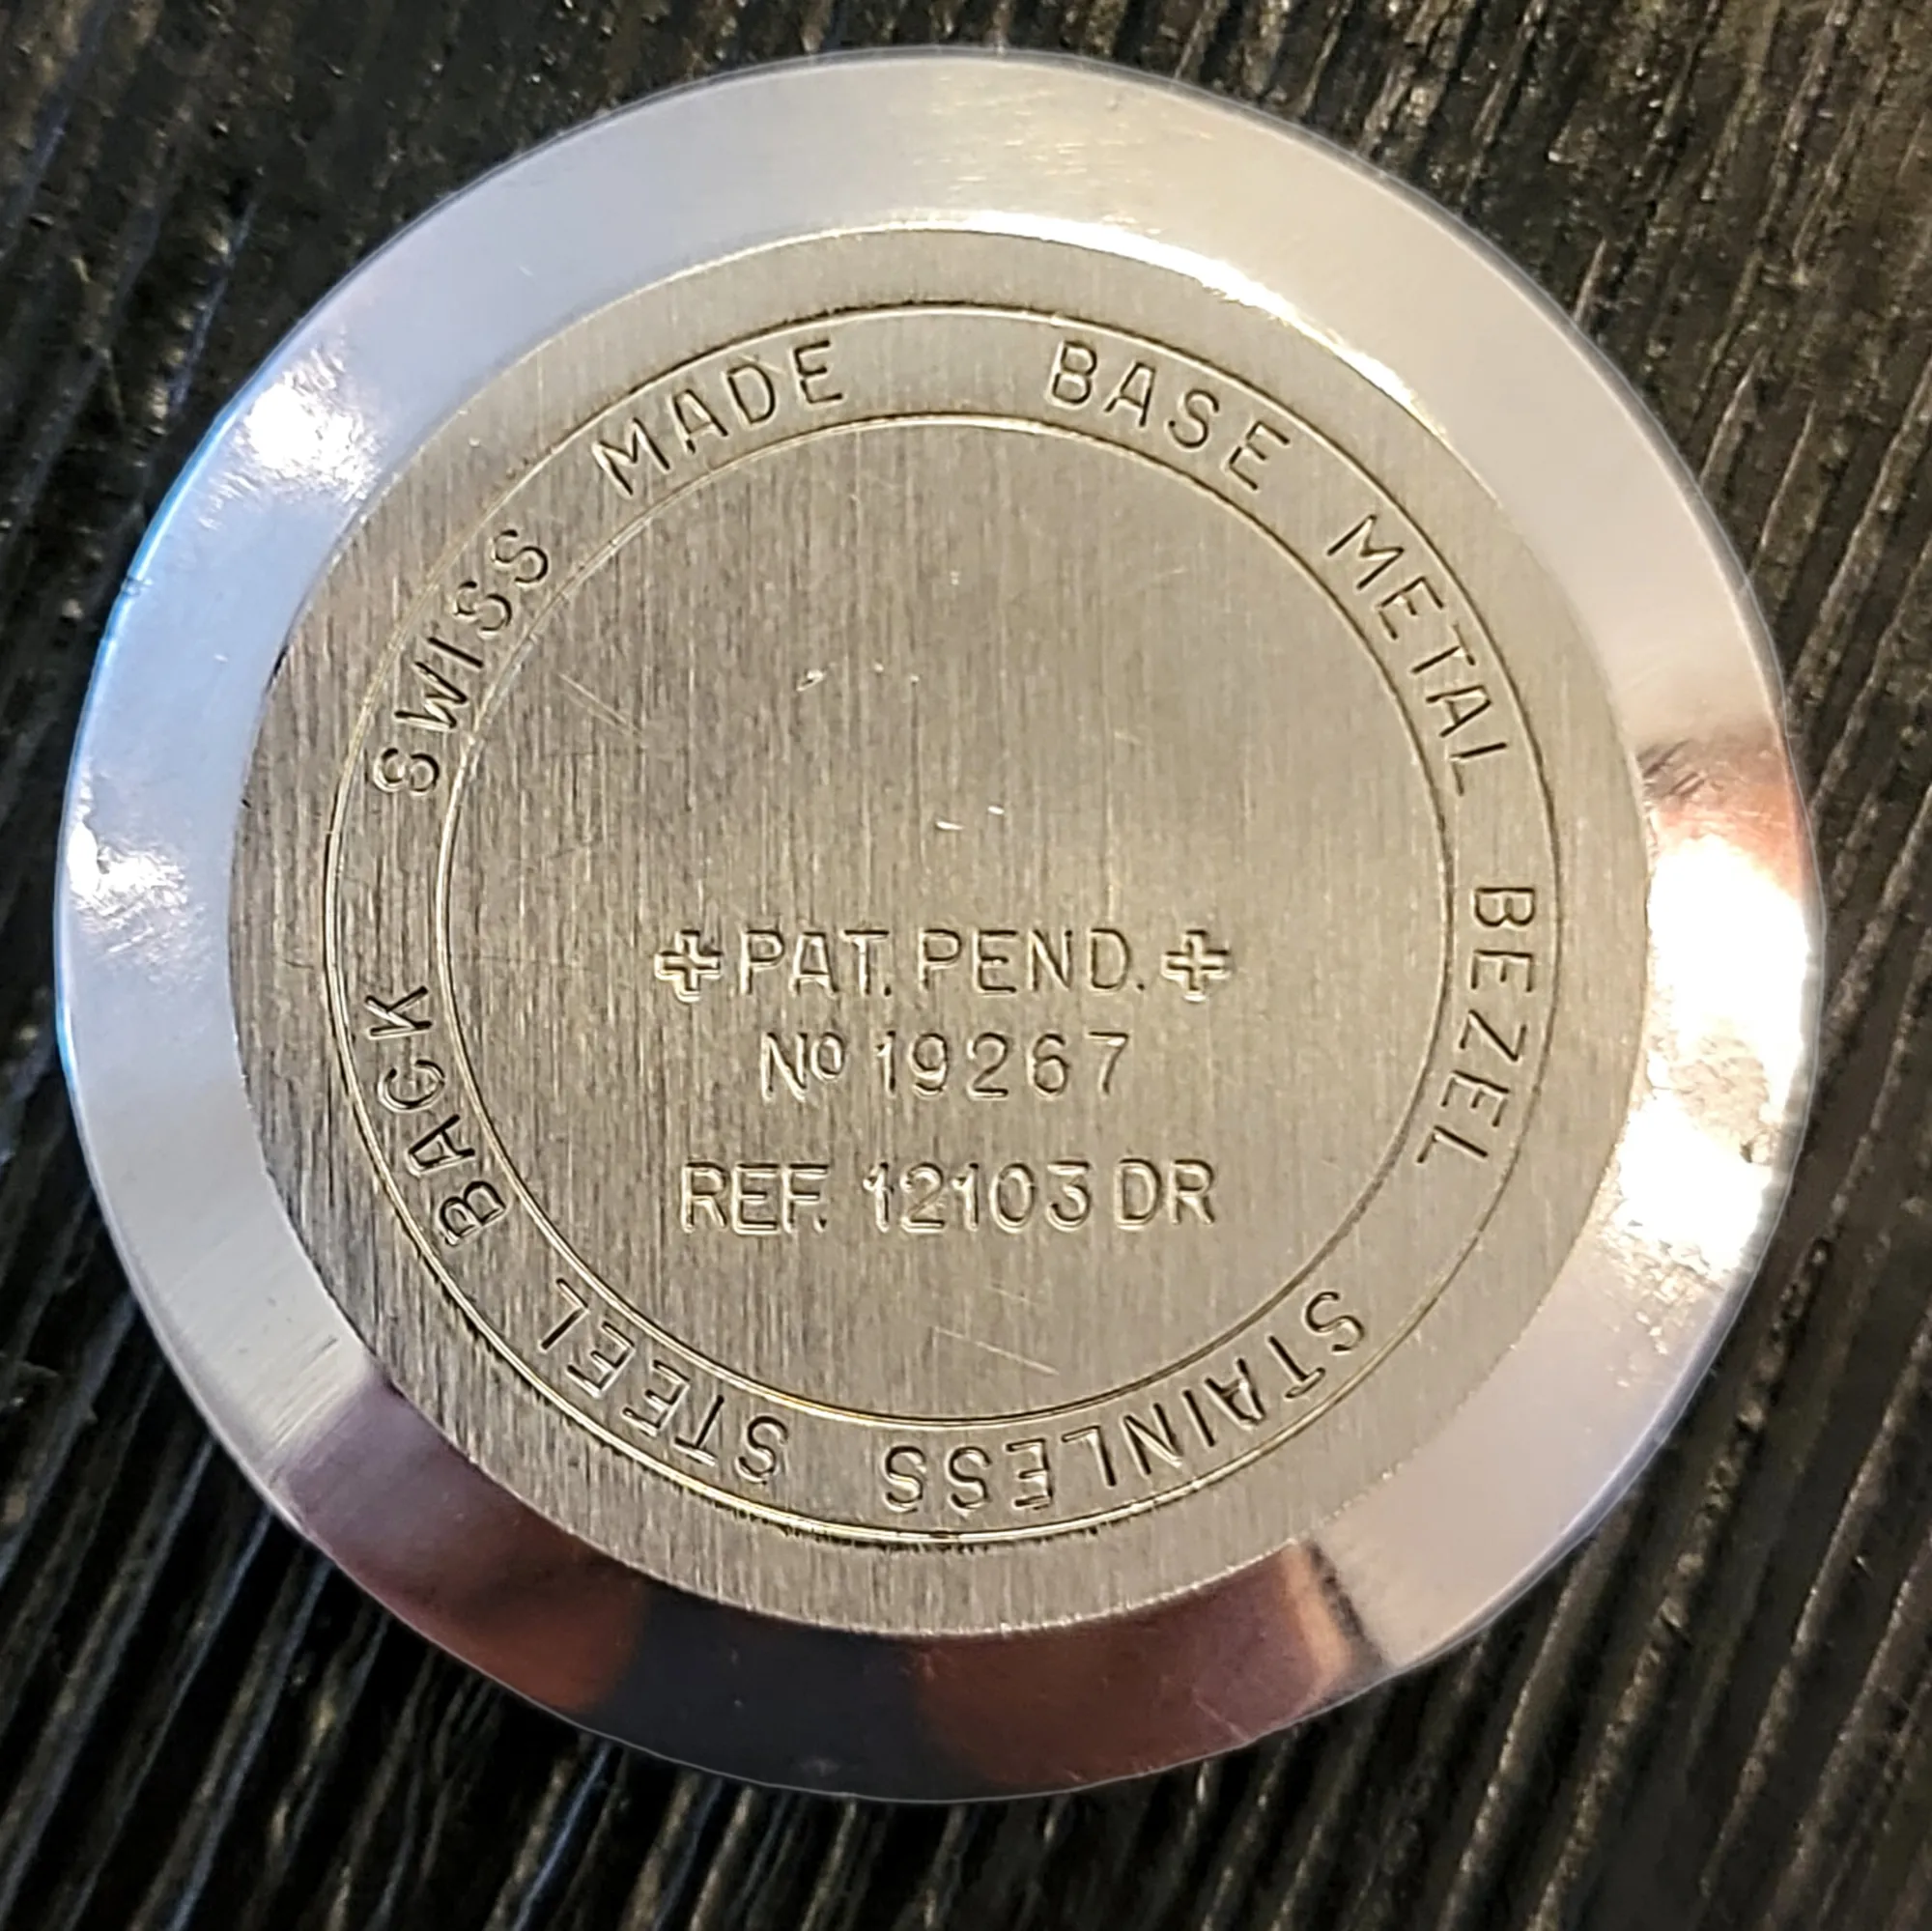 SWISS MADE BASE METAL BEZEL STAINLESS STEEL BACK
PAT. PEND.
No 19267
REF. 12103 DR